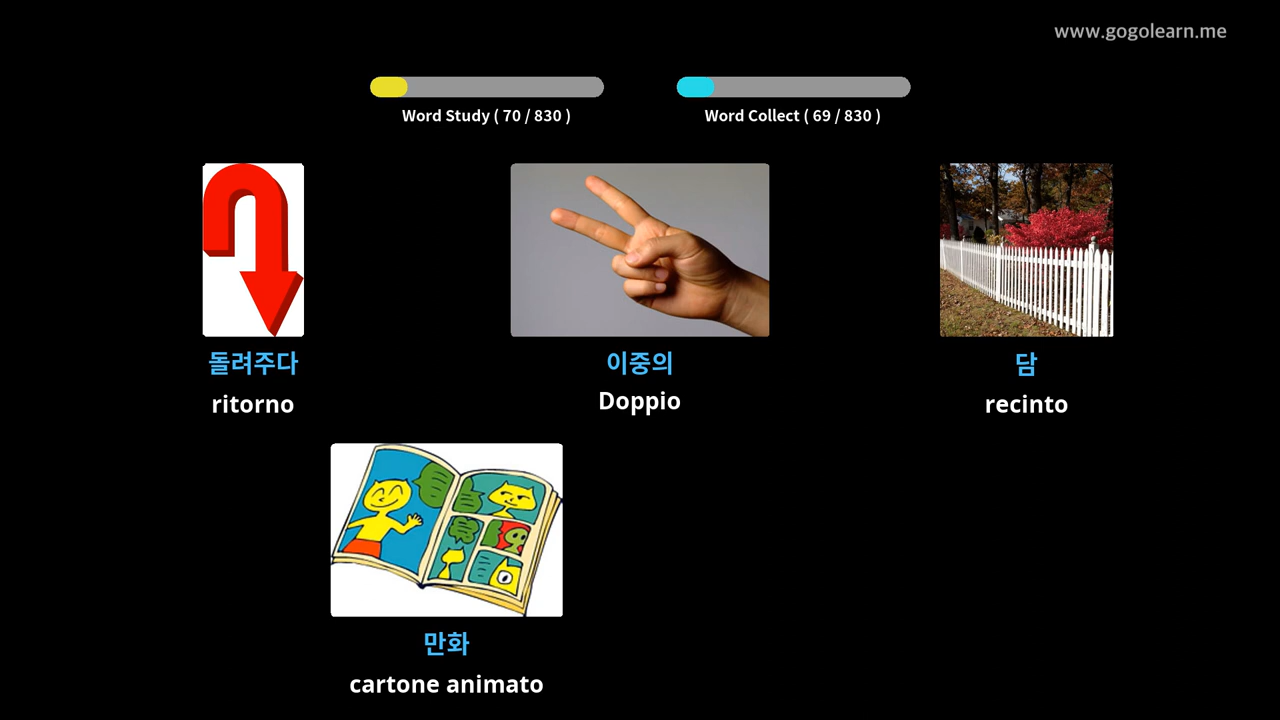 www.gogolearn.me
Word Study ( 70 / 830 )
Word Collect ( 69 / 830 )
돌려주다
ritorno
이중의
Doppio
담
recinto
만화
cartone animato